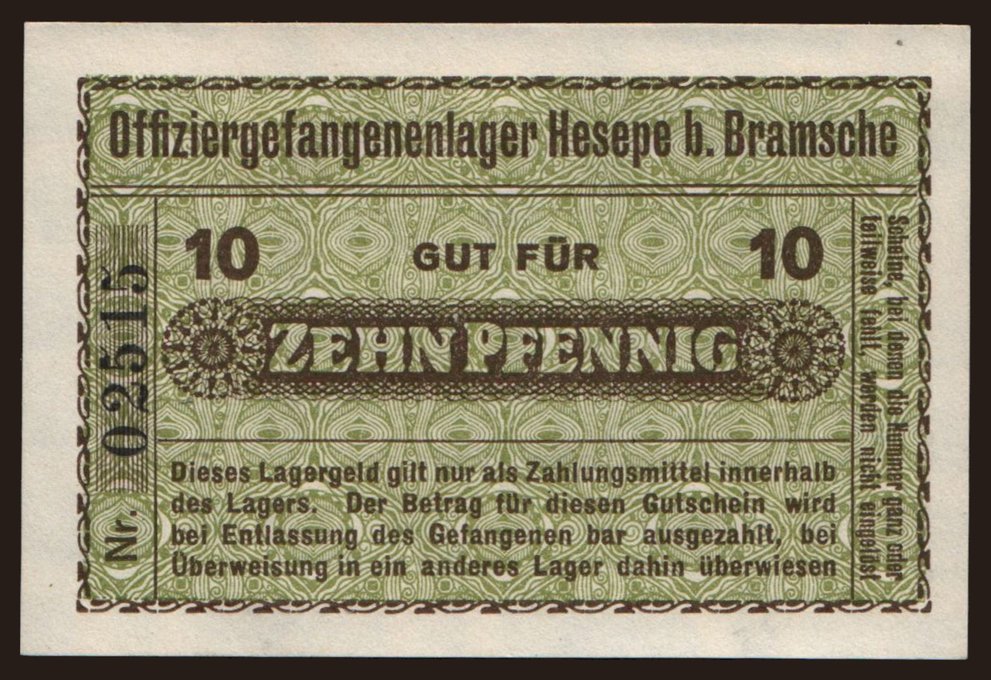 Offiziergefangenenlager Hesepe b. Bramsche
10 GUT FÜR 10
ZEHN PFENNIG
Dieses Lagergeld gilt nur als Zahlungsmittel innerhalb
des Lagers. Der Betrag für diesen Gutschein wird
bei Entlassung des Gefangenen bar ausgezahlt, bei
Überweisung in ein anderes Lager dahin überwiesen
Nr. 02515
Scheine, bei denen die Nummer ganz oder
teilweise fehlt, werden nicht eingelöst